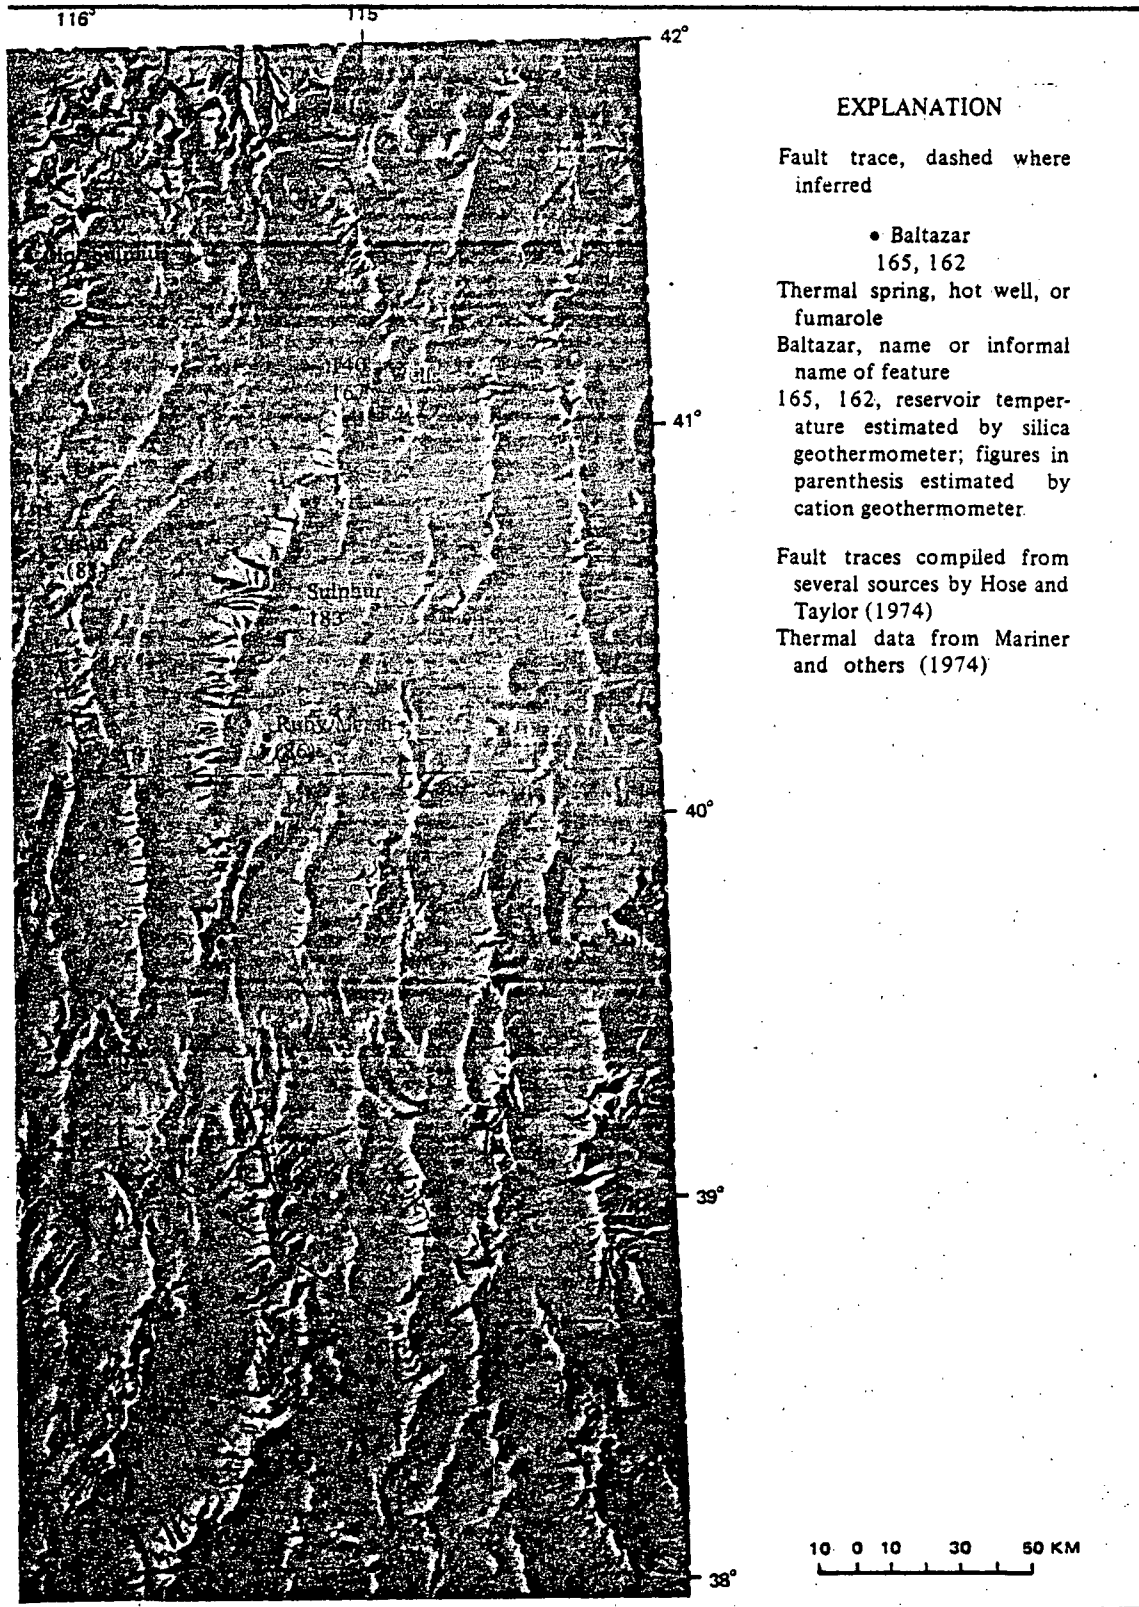 116°
115
42°
EXPLANATION
Fault trace, dashed where
inferred
• Baltazar
165, 162
Thermal spring, hot well, or
fumarole
Baltazar, name or informal
name of feature
165, 162, reservoir temper-
ature estimated by silica
geothermometer; figures in
parenthesis estimated by
cation geothermometer
Fault traces compiled from
several sources by Hose and
Taylor (1974)
Thermal data from Mariner
and others (1974)
Sulphur
41°
Sulphur
183
Ruby Marsh
(86)
40°
39°
38°
10 0 10 30 50 KM